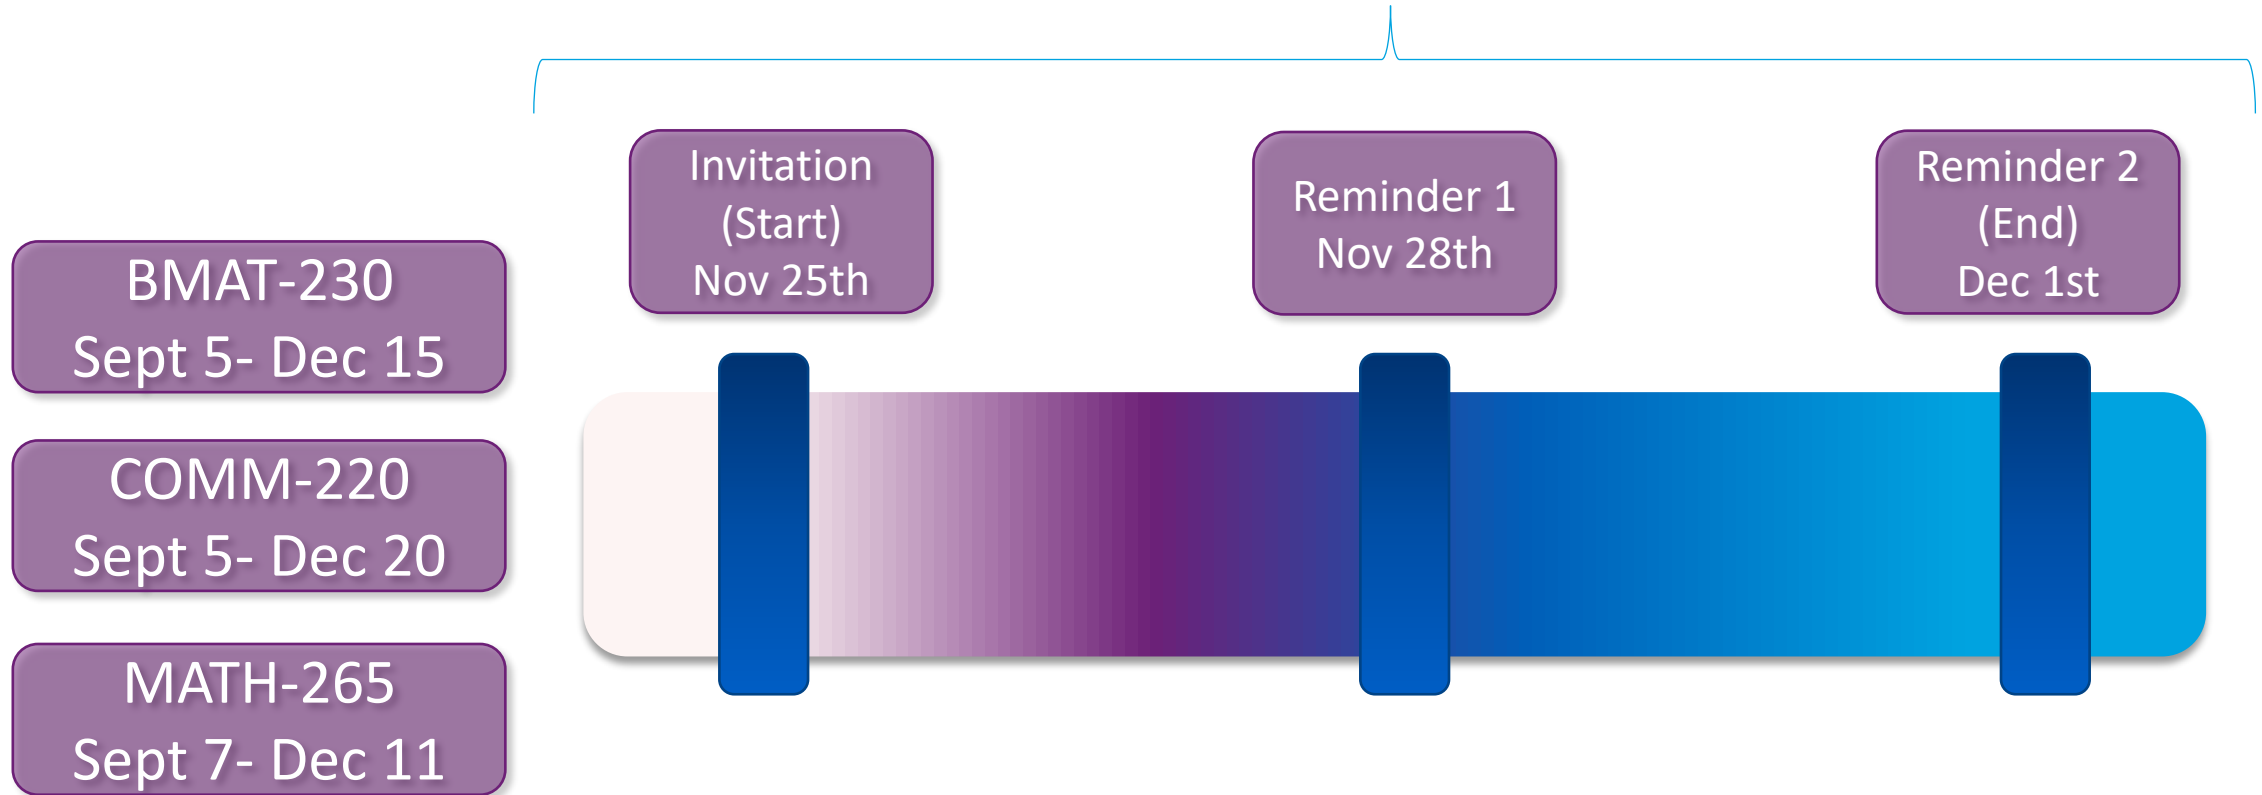 Invitation
(Start)
Nov 25th
Reminder 1
Nov 28th
Reminder 2
(End)
Dec 1st
BMAT-230
Sept 5- Dec 15
COMM-220
Sept 5- Dec 20
MATH-265
Sept 7- Dec 11